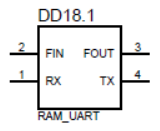 DD18.1
2 FIN FOUT 3
1 RX TX 4
RAM_UART